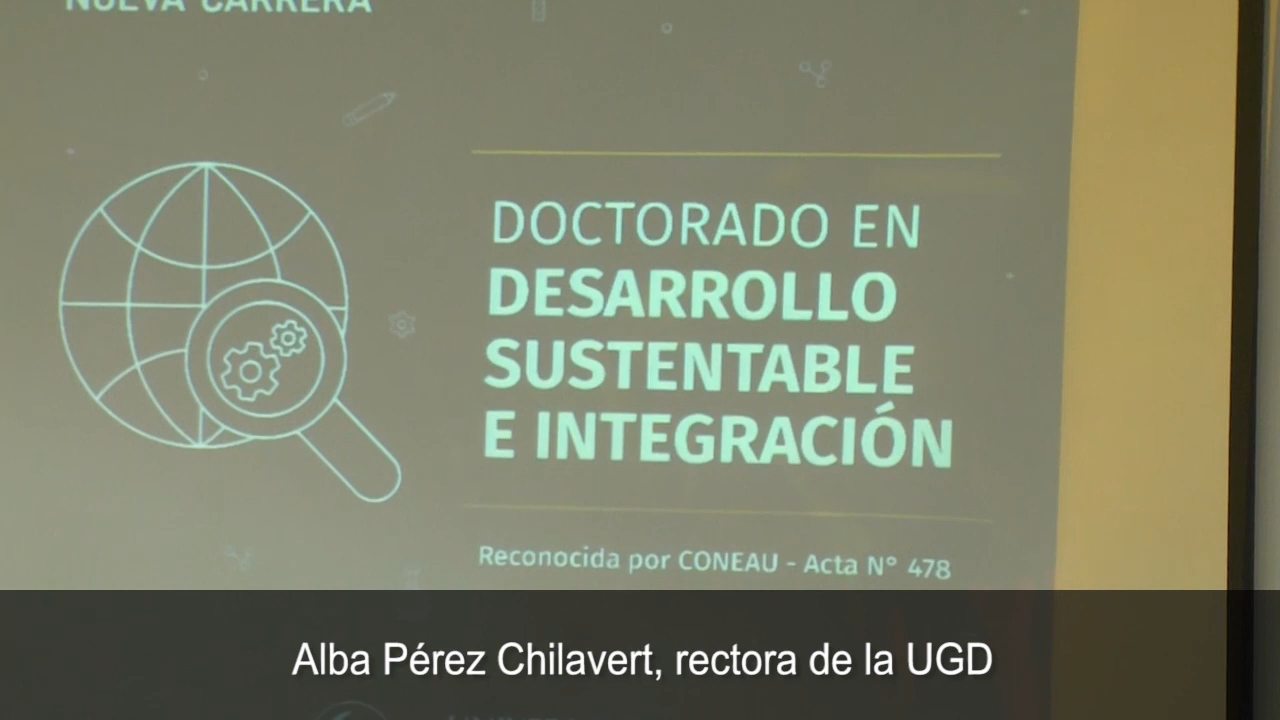 NUEVA CARRERA
DOCTORADO EN
DESARROLLO
SUSTENTABLE
E INTEGRACIÓN
Reconocida por CONEAU - Acta N° 478
Alba Pérez Chilavert, rectora de la UGD